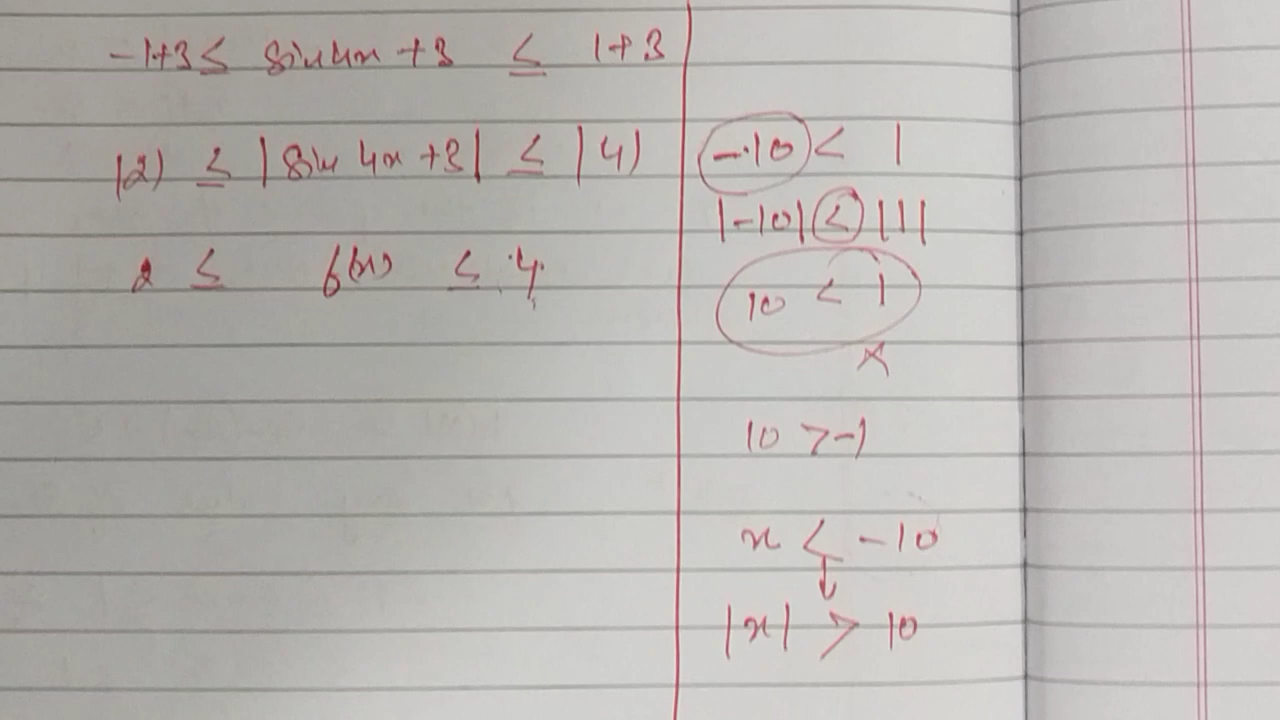 -1+3 ≤ sin4x +3 ≤ 1+3
|2| ≤ |sin 4x +3| ≤ |4|
2 ≤ f(x) ≤ 4
-10 < 1
|-10| < |1|
10 < 1
×
10 > -1
x < -10
↓
|x| > 10